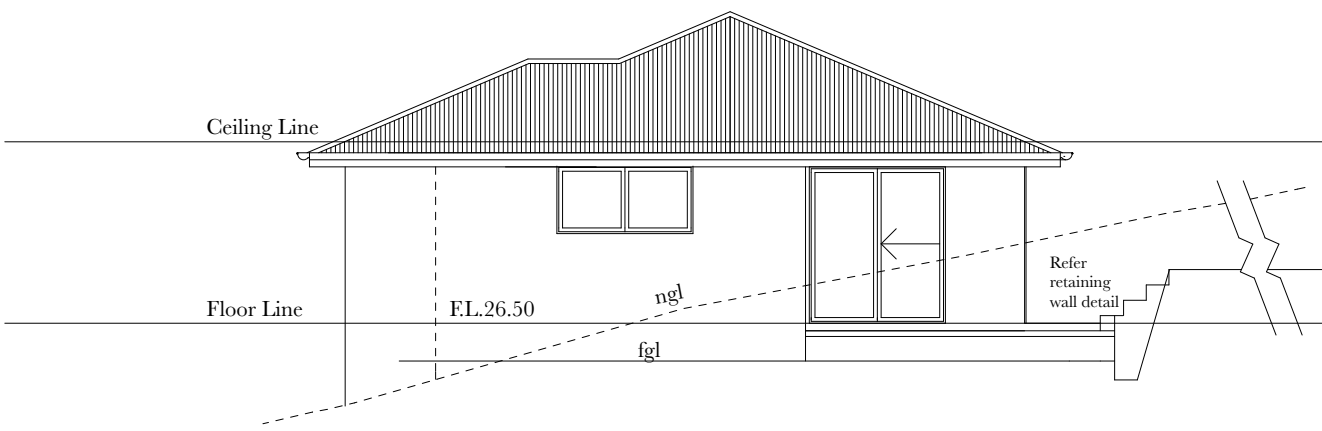 Ceiling Line
Refer
retaining
wall detail
ngl
Floor Line
F.L.26.50
fgl